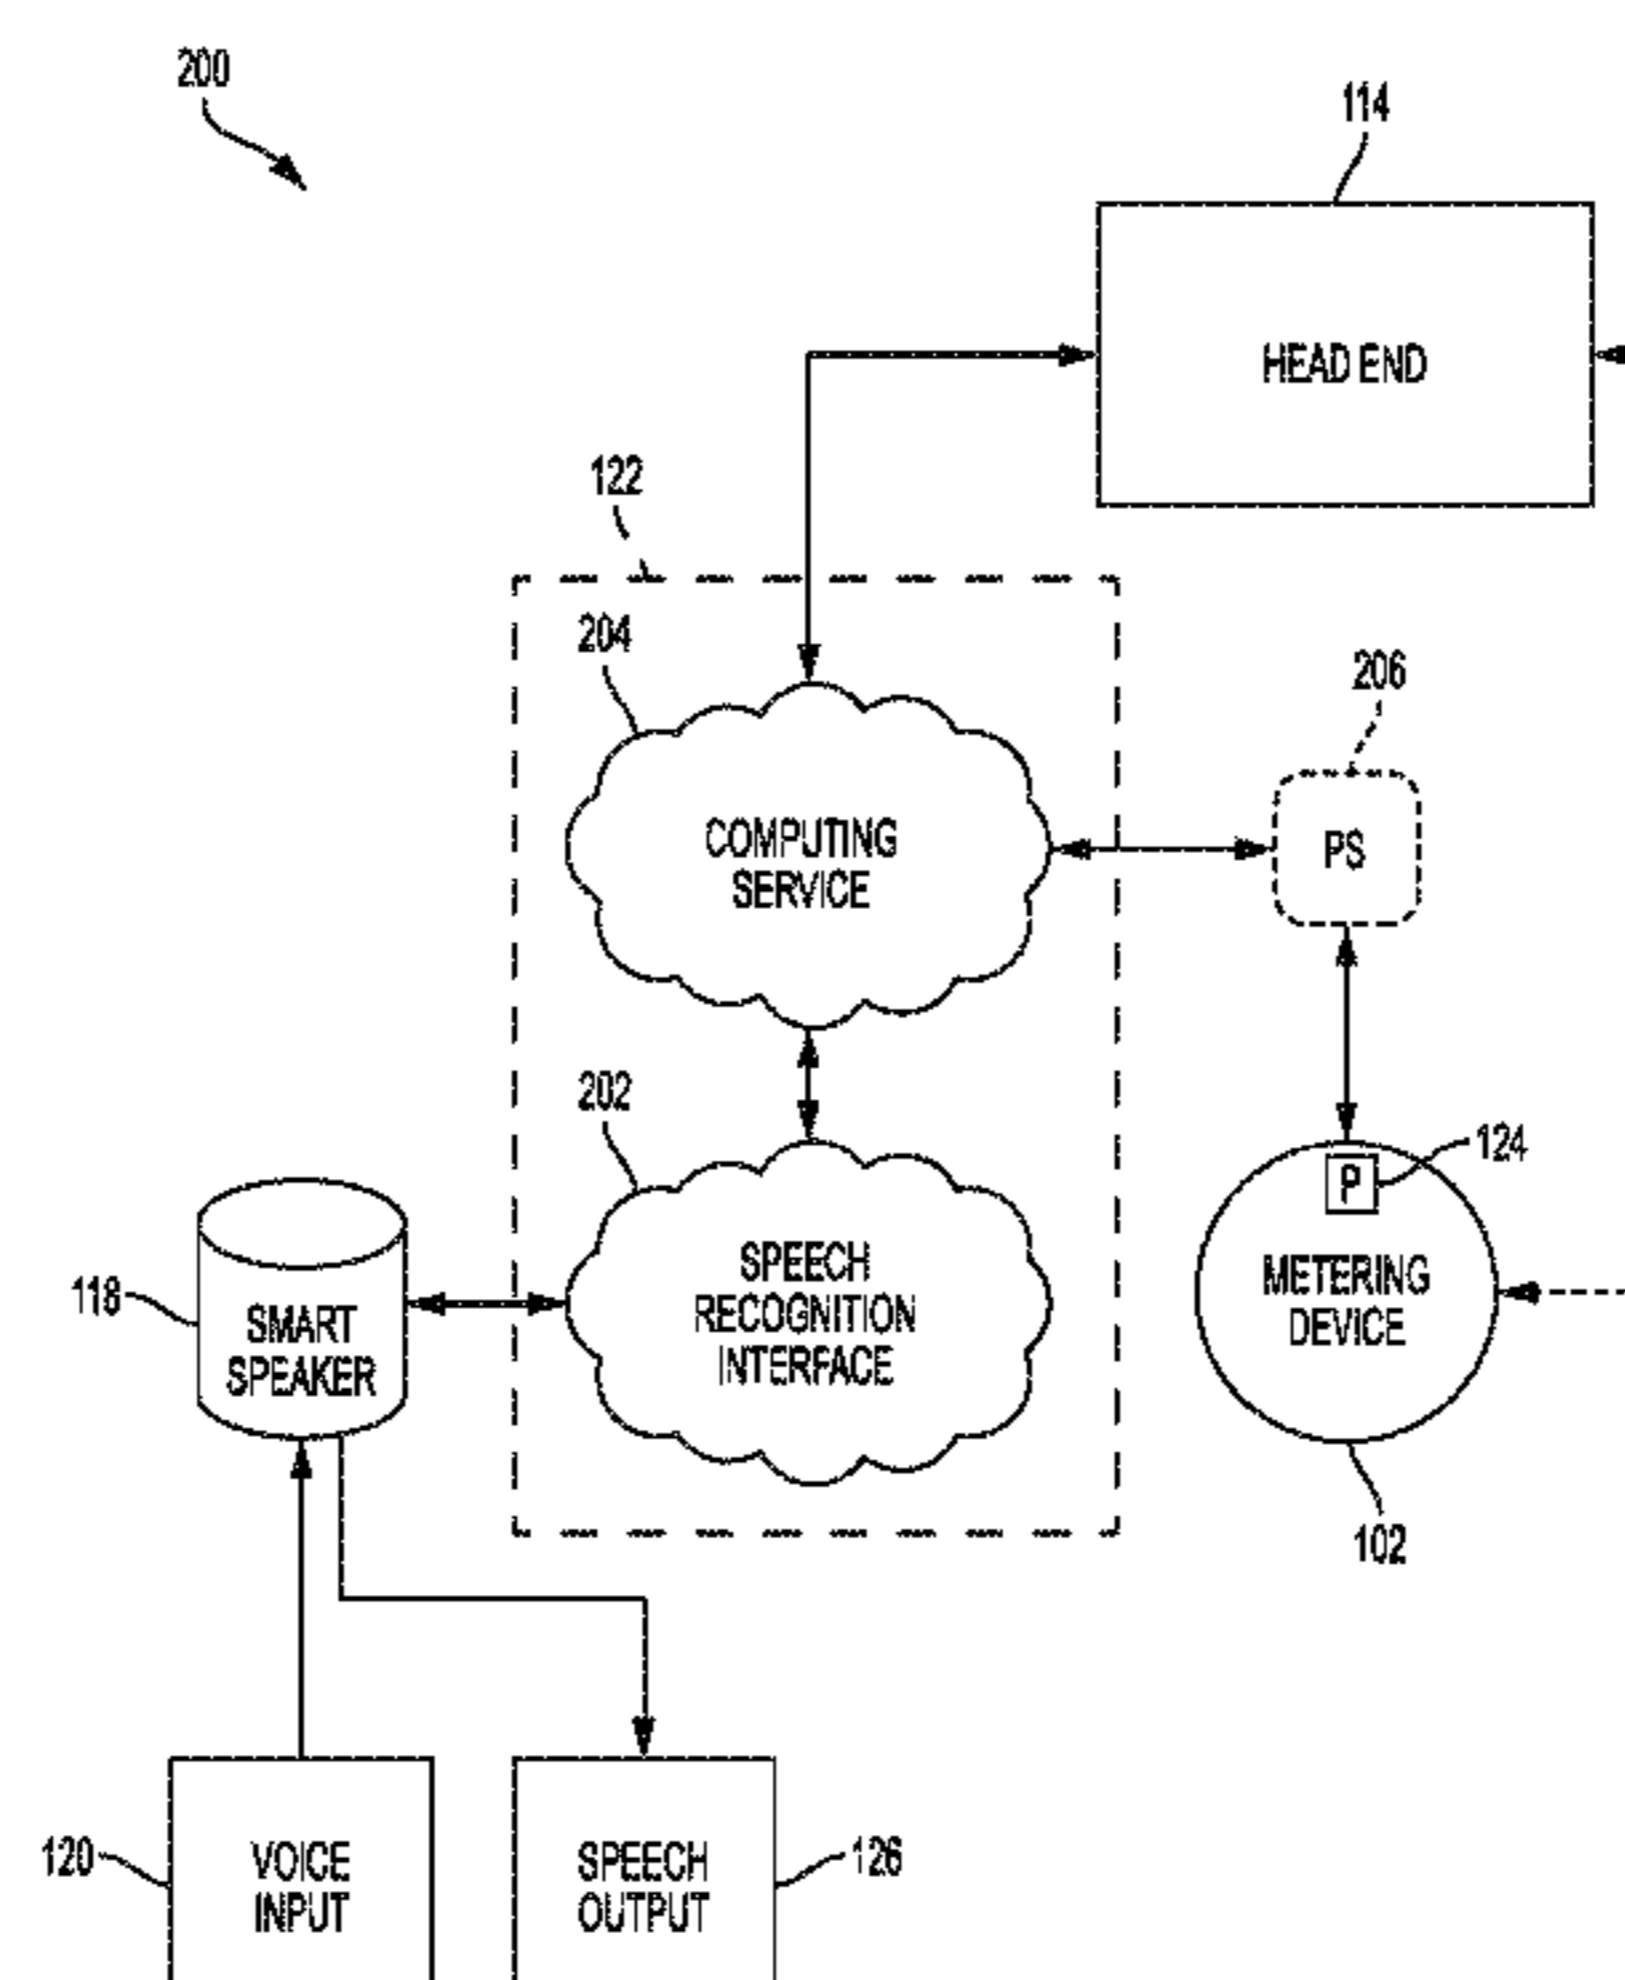 200
114
HEAD END
122
204
206
COMPUTING
SERVICE
PS
202
124
P
SPEECH
RECOGNITION
INTERFACE
METERING
DEVICE
118
SMART
SPEAKER
102
120
VOICE
INPUT
SPEECH
OUTPUT
126